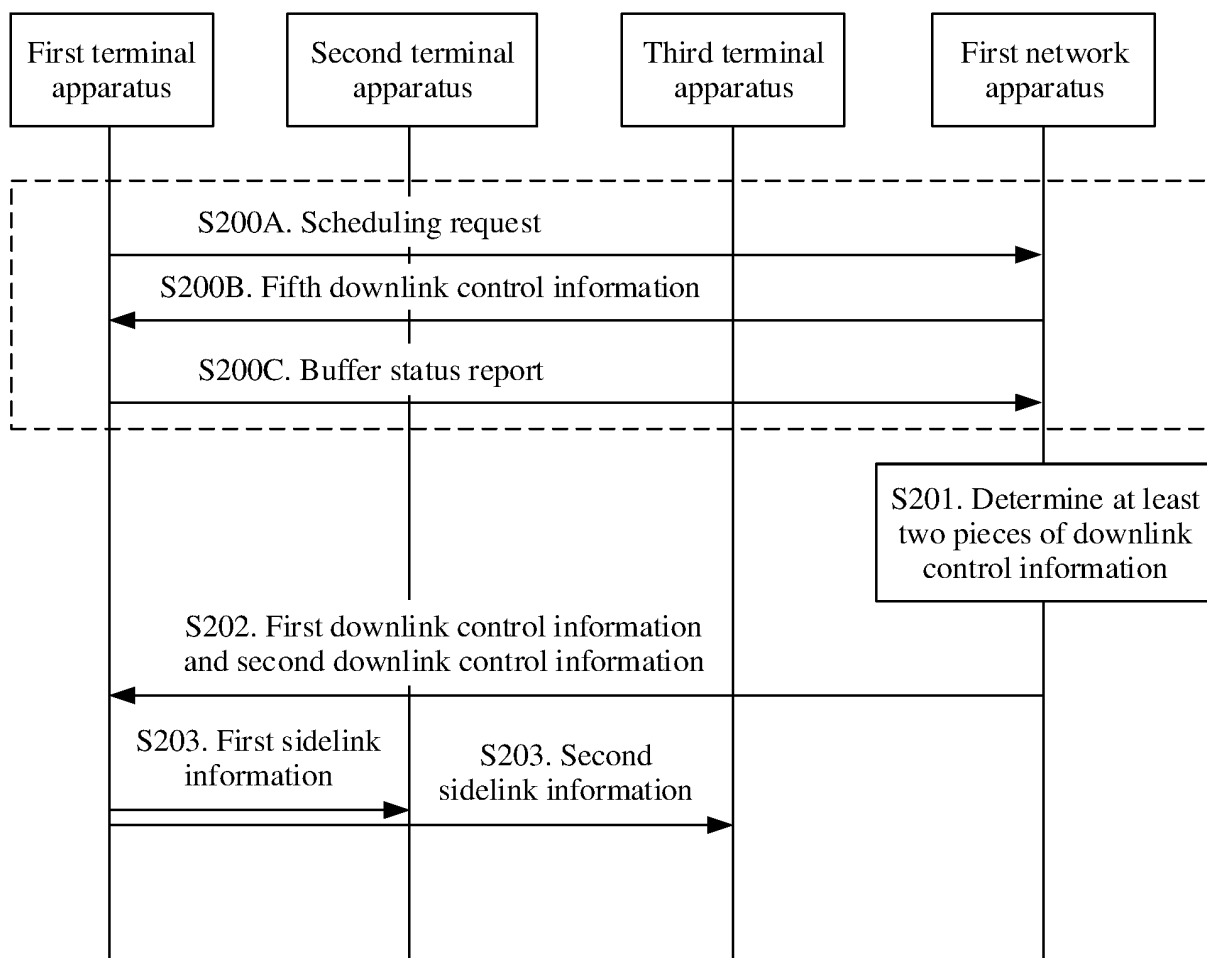 First terminal
apparatus
Second terminal
apparatus
Third terminal
apparatus
First network
apparatus
S200A. Scheduling request
S200B. Fifth downlink control information
S200C. Buffer status report
S201. Determine at least
two pieces of downlink
control information
S202. First downlink control information
and second downlink control information
S203. First sidelink
information
S203. Second
sidelink information